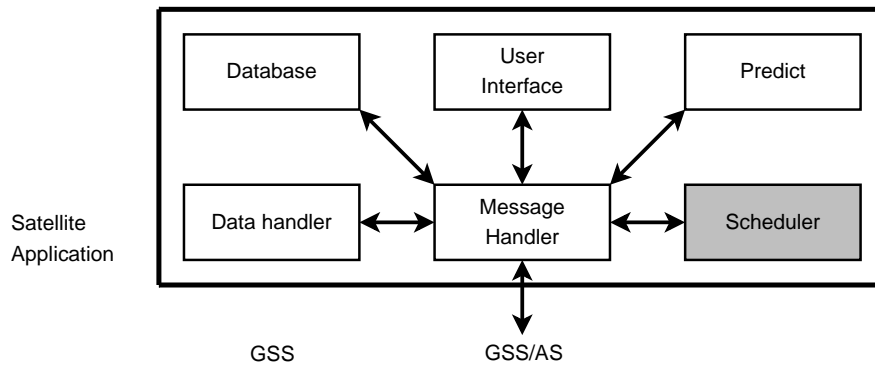 Database
User
Interface
Predict
Satellite
Application
Data handler
Message
Handler
Scheduler
GSS
GSS/AS